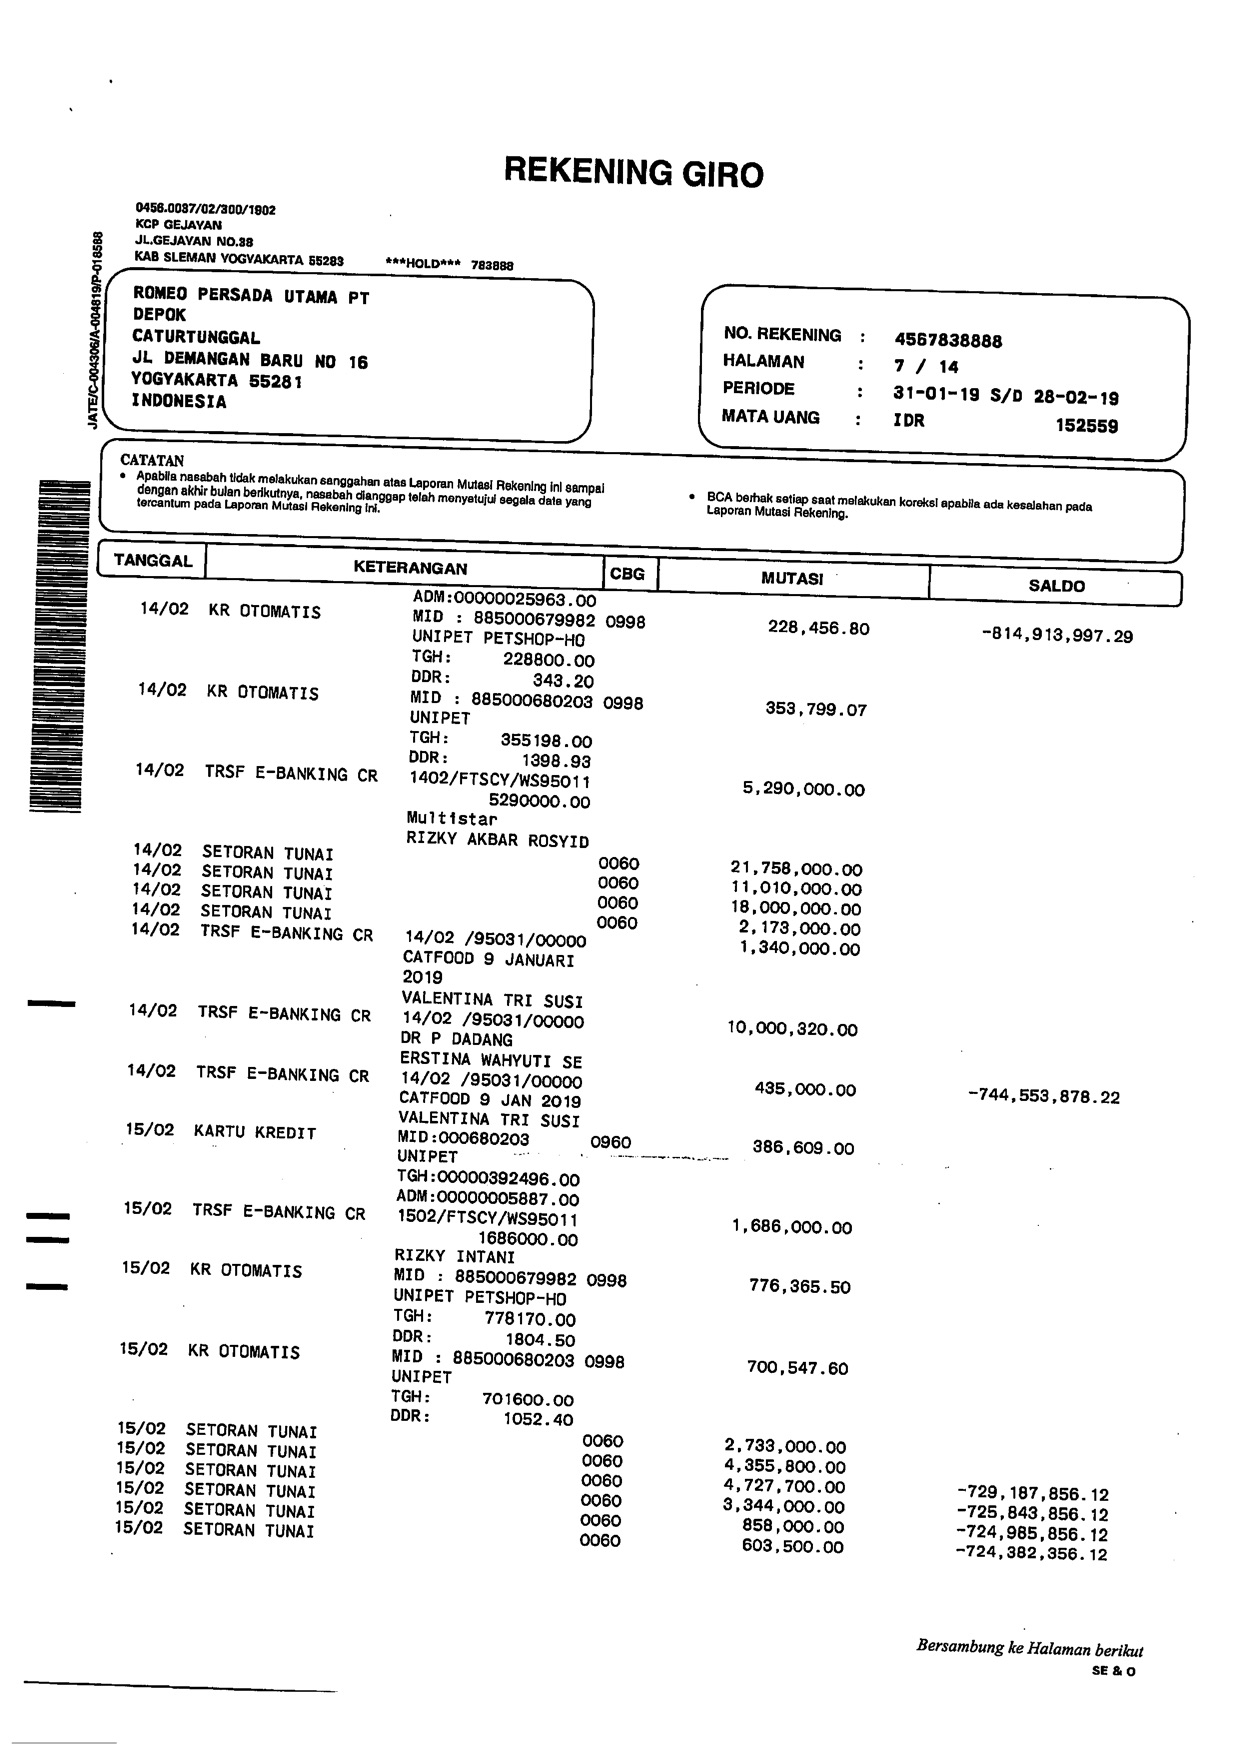 REKENING GIRO
0456.0087/02/300/1902
KCP GEJAYAN
JL.GEJAYAN NO.38
KAB SLEMAN YOGYAKARTA 55283 ***HOLD*** 783888
JATE/C-004306/A-004819/P-018588
ROMEO PERSADA UTAMA PT
DEPOK
CATURTUNGGAL
JL DEMANGAN BARU NO 16
YOGYAKARTA 55281
INDONESIA
NO. REKENING : 4567838888
HALAMAN : 7 / 14
PERIODE : 31-01-19 S/D 28-02-19
MATA UANG : IDR 152559
CATATAN
• Apabila nasabah tidak melakukan sanggahan atas Laporan Mutasi Rekening ini sampai
dengan akhir bulan berikutnya, nasabah dianggap telah menyetujui segala data yang
tercantum pada Laporan Mutasi Rekening ini.
• BCA berhak setiap saat melakukan koreksi apabila ada kesalahan pada
Laporan Mutasi Rekening.
TANGGAL KETERANGAN CBG MUTASI SALDO
ADM:00000025963.00
14/02 KR OTOMATIS MID : 885000679982 0998 228,456.80 -814,913,997.29
UNIPET PETSHOP-HO
TGH: 228800.00
DDR: 343.20
14/02 KR OTOMATIS MID : 885000680203 0998 353,799.07
UNIPET
TGH: 355198.00
DDR: 1398.93
14/02 TRSF E-BANKING CR 1402/FTSCY/WS95011 5,290,000.00
5290000.00
Multistar
RIZKY AKBAR ROSYID
14/02 SETORAN TUNAI 0060 21,758,000.00
14/02 SETORAN TUNAI 0060 11,010,000.00
14/02 SETORAN TUNAI 0060 18,000,000.00
14/02 SETORAN TUNAI 0060 2,173,000.00
14/02 TRSF E-BANKING CR 14/02 /95031/00000 1,340,000.00
CATFOOD 9 JANUARI
2019
VALENTINA TRI SUSI
14/02 TRSF E-BANKING CR 14/02 /95031/00000 10,000,320.00
DR P DADANG
ERSTINA WAHYUTI SE
14/02 TRSF E-BANKING CR 14/02 /95031/00000 435,000.00 -744,553,878.22
CATFOOD 9 JAN 2019
VALENTINA TRI SUSI
15/02 KARTU KREDIT MID:000680203 0960 386,609.00
UNIPET
TGH:00000392496.00
ADM:00000005887.00
15/02 TRSF E-BANKING CR 1502/FTSCY/WS95011 1,686,000.00
1686000.00
RIZKY INTANI
15/02 KR OTOMATIS MID : 885000679982 0998 776,365.50
UNIPET PETSHOP-HO
TGH: 778170.00
DDR: 1804.50
15/02 KR OTOMATIS MID : 885000680203 0998 700,547.60
UNIPET
TGH: 701600.00
DDR: 1052.40
15/02 SETORAN TUNAI 0060 2,733,000.00
15/02 SETORAN TUNAI 0060 4,355,800.00
15/02 SETORAN TUNAI 0060 4,727,700.00 -729,187,856.12
15/02 SETORAN TUNAI 0060 3,344,000.00 -725,843,856.12
15/02 SETORAN TUNAI 0060 858,000.00 -724,985,856.12
15/02 SETORAN TUNAI 0060 603,500.00 -724,382,356.12
Bersambung ke Halaman berikut
SE & O